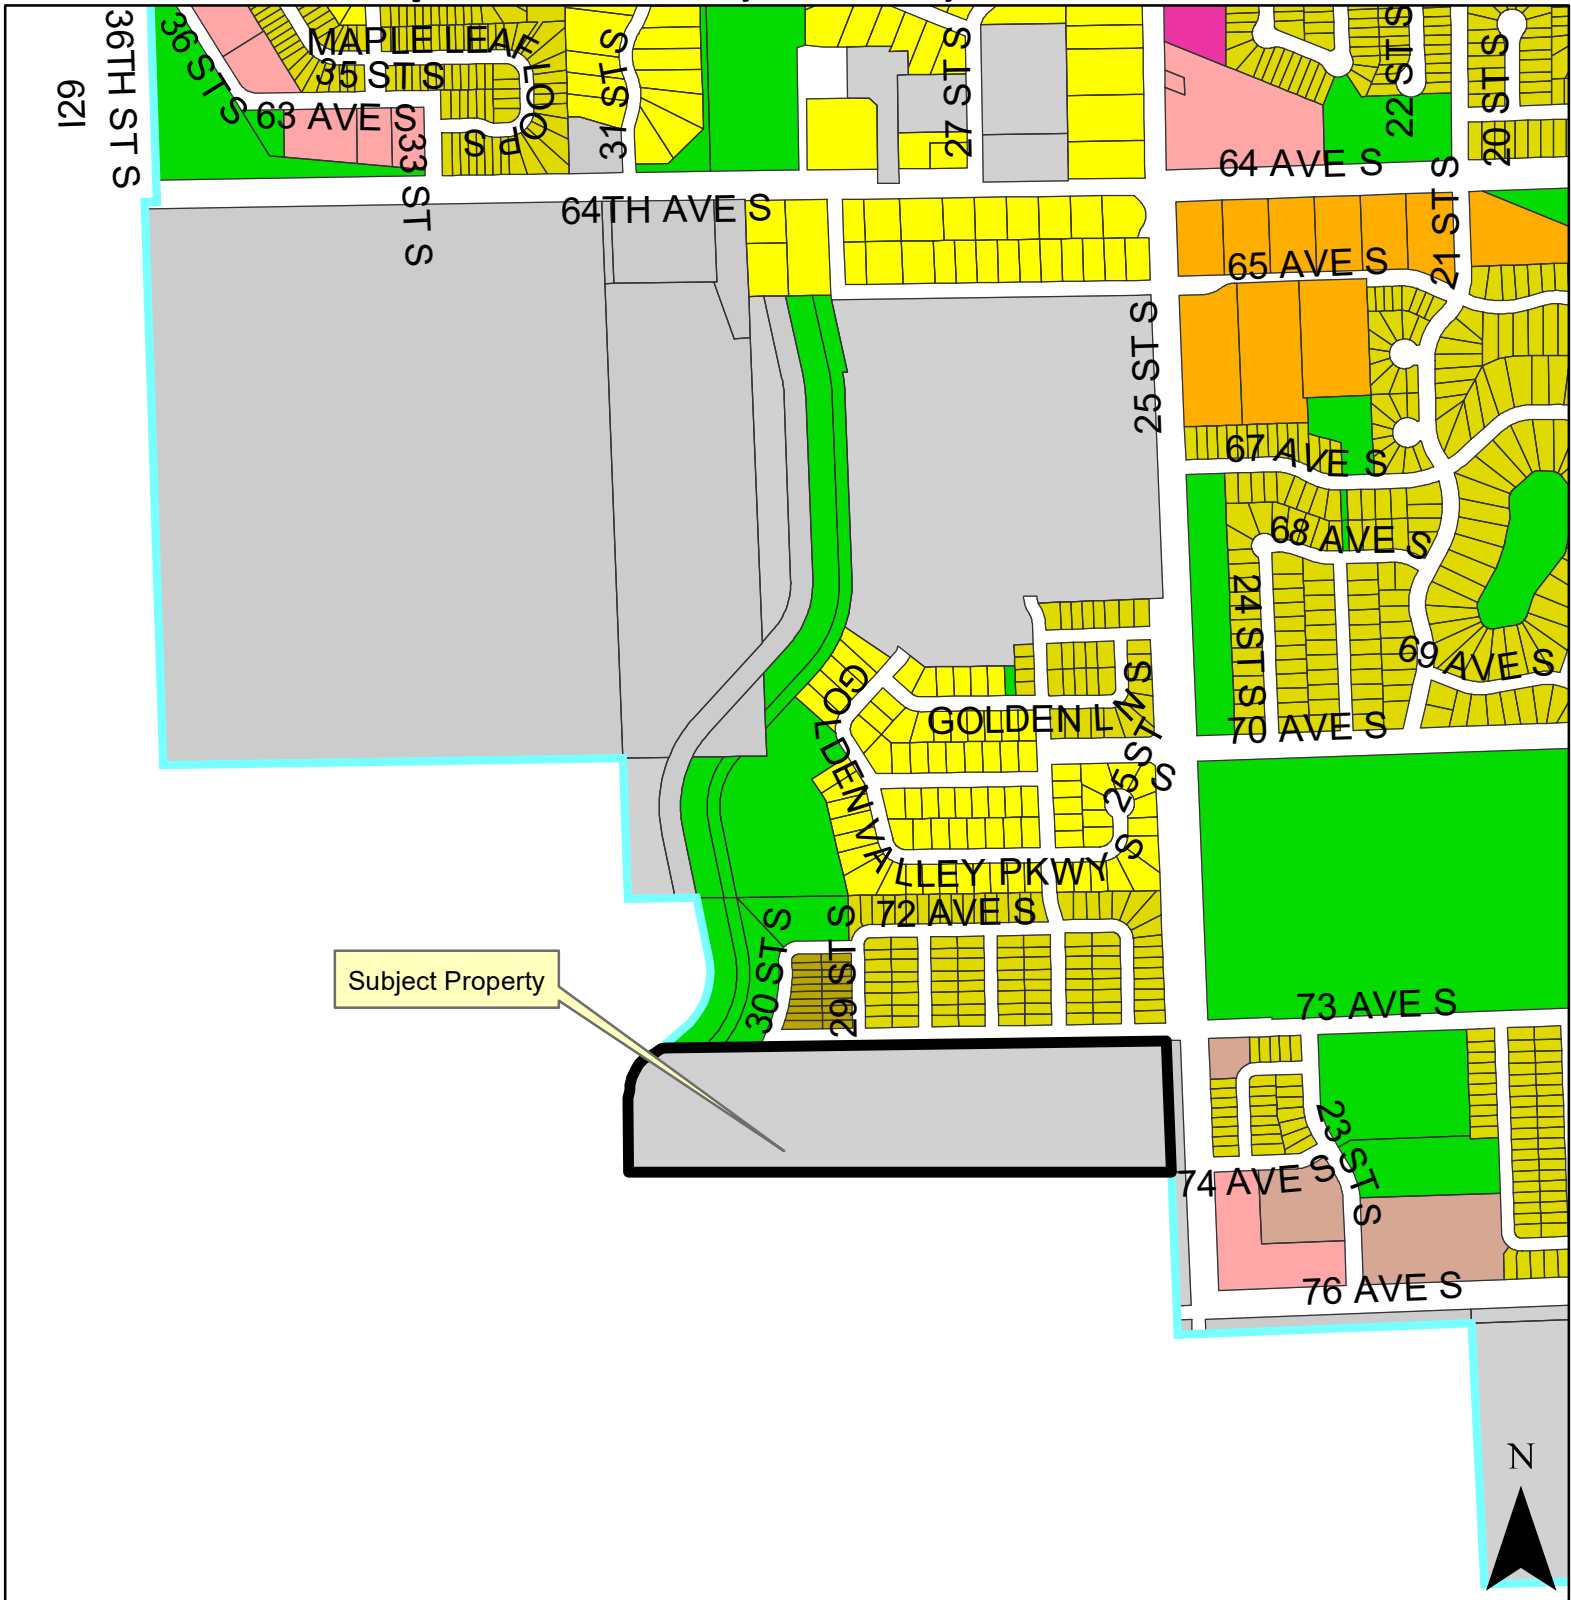 36TH ST S
36 ST S
I29
MAPLE LEAF LOOP S
35 ST S
63 AVE S
33 ST S
31 ST S
27 ST S
22 ST S
20 ST S
64 AVE S
64TH AVE S
21 ST S
65 AVE S
25 ST S
67 AVE S
68 AVE S
24 ST S
69 AVE S
GOLDEN L
W S
70 AVE S
25 ST S
GOLDEN VALLEY PKWY S
72 AVE S
30 ST S
29 ST S
Subject Property
73 AVE S
23 ST S
74 AVE S
76 AVE S
N